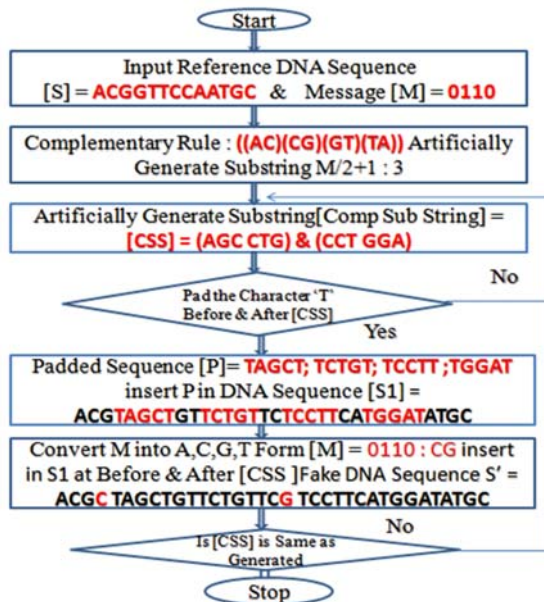 Start
Input Reference DNA Sequence
[S] = ACGGTTCCAATGC & Message [M] = 0110
Complementary Rule : ((AC)(CG)(GT)(TA)) Artificially
Generate Substring M/2+1 : 3
Artificially Generate Substring[Comp Sub String] =
[CSS] = (AGC CTG) & (CCT GGA)
No
Pad the Character ‘T’
Before & After [CSS]
Yes
Padded Sequence [P]= TAGCT; TCTGT; TCCTT ;TGGAT
insert P in DNA Sequence [S1] =
ACGTAGCTGTTCTGTTCTCCTTCATGGATATGC
Convert M into A,C,G,T Form [M] = 0110 : CG insert
in S1 at Before & After [CSS ]Fake DNA Sequence S' =
ACGC TAGCTGTTCTGTTCG TCCTTCATGGATATGC
No
Is [CSS] is Same as
Generated
Stop